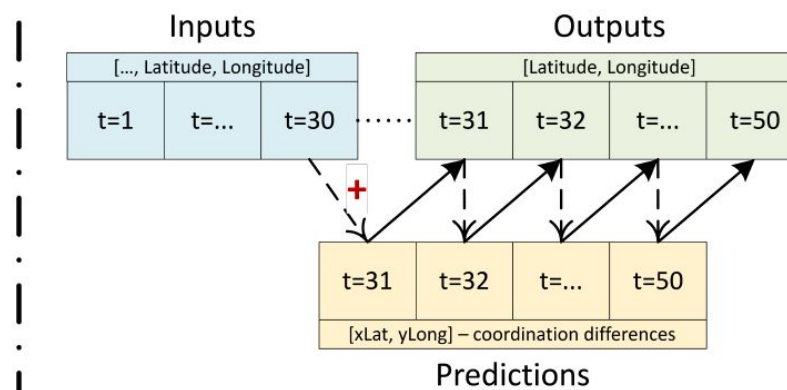 Inputs
Outputs
[..., Latitude, Longitude]
[Latitude, Longitude]
t=1 t=... t=30 ...... t=31 t=32 t=... t=50
+
t=31 t=32 t=... t=50
[xLat, yLong] – coordination differences
Predictions